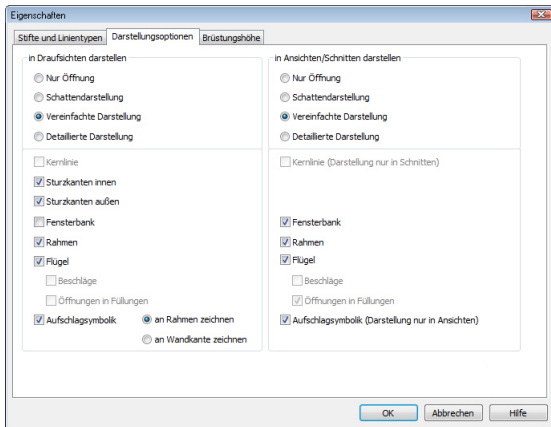 Eigenschaften
Stifte und Linientypen Darstellungsoptionen Brüstungshöhe
in Draufsichten darstellen
Nur Öffnung
Schattendarstellung
Vereinfachte Darstellung
Detaillierte Darstellung
Kernlinie
Sturzkanten innen
Sturzkanten außen
Fensterbank
Rahmen
Flügel
Beschläge
Öffnungen in Füllungen
Aufschlagsymbolik an Rahmen zeichnen
an Wandkante zeichnen
in Ansichten/Schnitten darstellen
Nur Öffnung
Schattendarstellung
Vereinfachte Darstellung
Detaillierte Darstellung
Kernlinie (Darstellung nur in Schnitten)
Fensterbank
Rahmen
Flügel
Beschläge
Öffnungen in Füllungen
Aufschlagsymbolik (Darstellung nur in Ansichten)
OK Abbrechen Hilfe